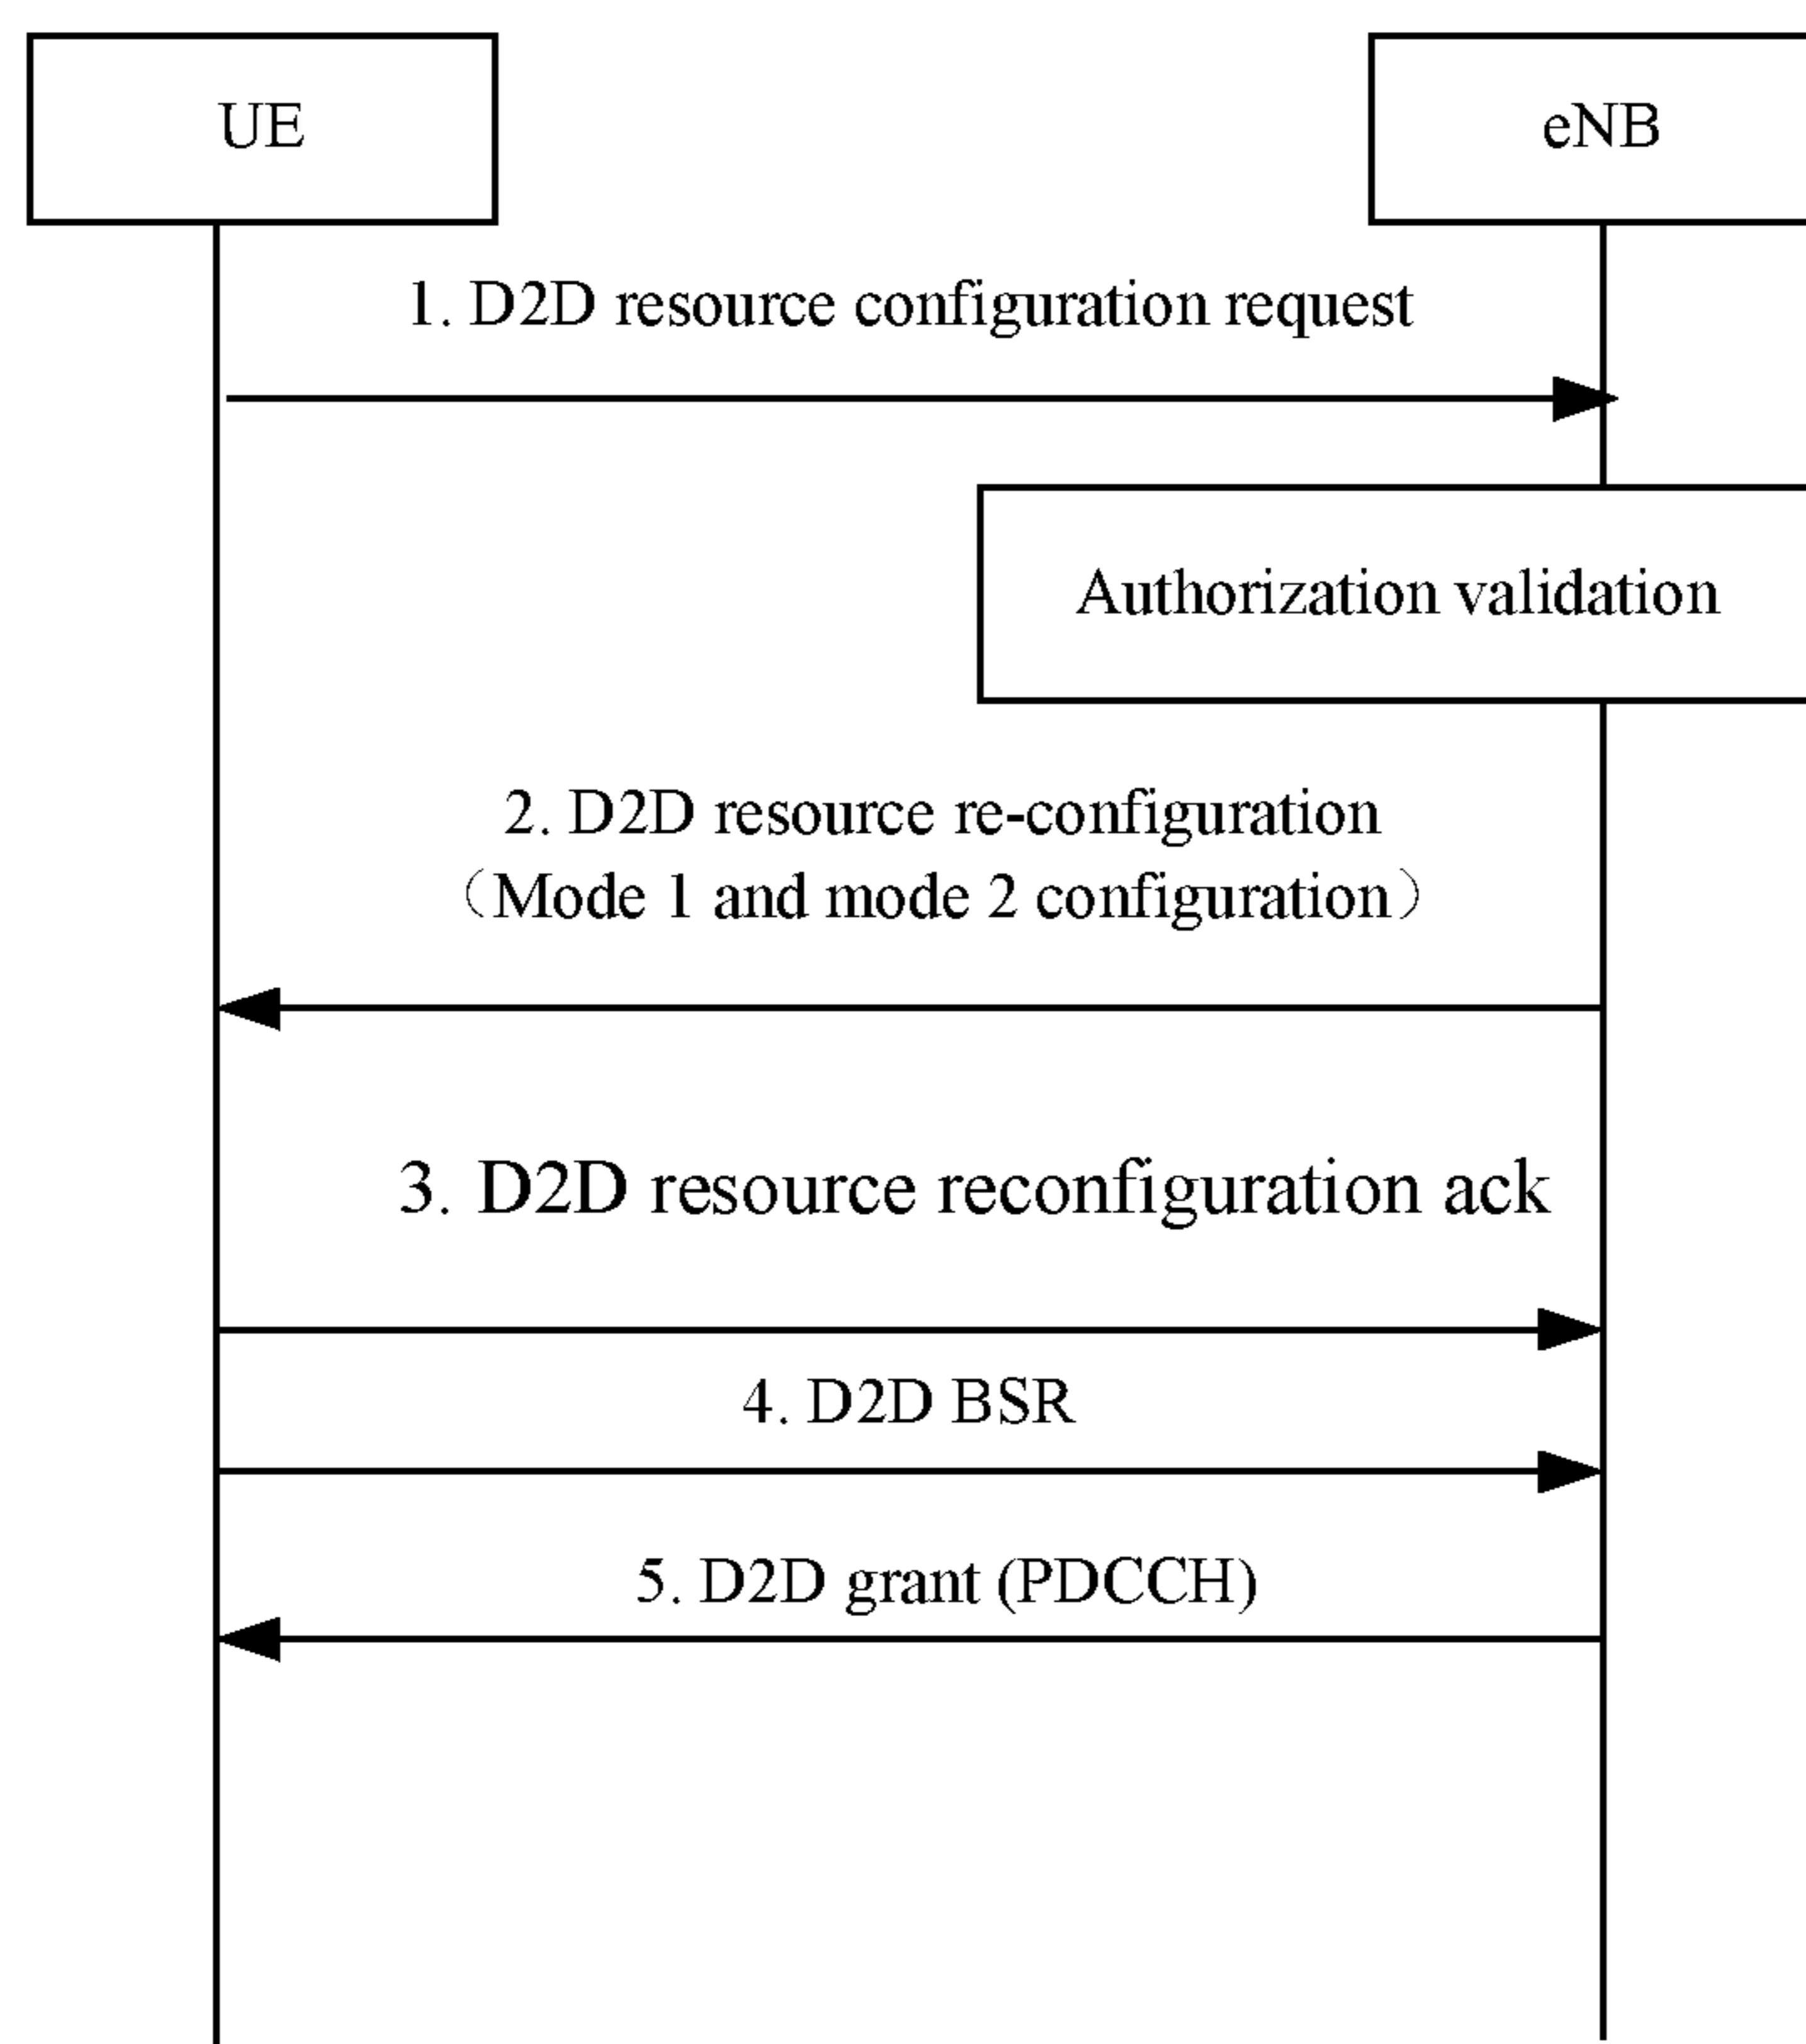 UE
eNB
1. D2D resource configuration request
Authorization validation
2. D2D resource re-configuration
（Mode 1 and mode 2 configuration）
3. D2D resource reconfiguration ack
4. D2D BSR
5. D2D grant (PDCCH)